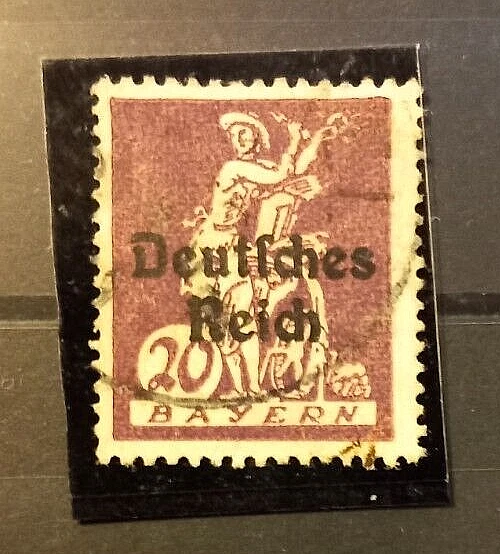 Deutſches
Reich
20
BAYERN